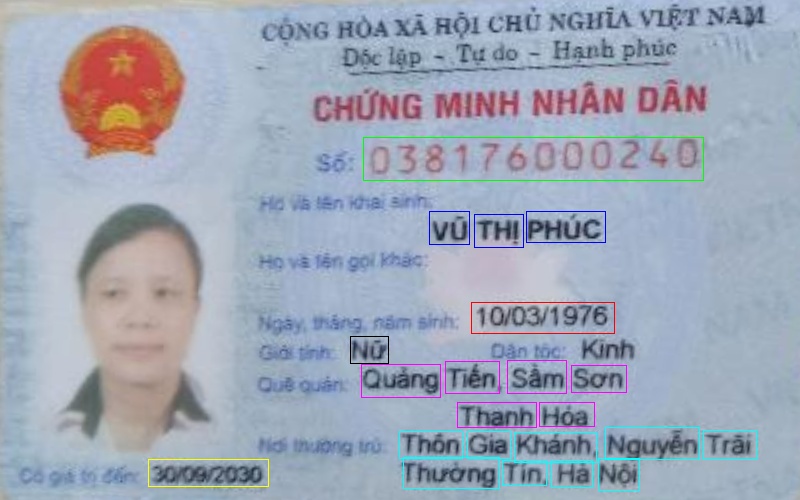 CỘNG HÒA XÃ HỘI CHỦ NGHĨA VIỆT NAM
Độc lập - Tự do - Hạnh phúc
CHỨNG MINH NHÂN DÂN
Số: 038176000240
Họ và tên khai sinh:
VŨ THỊ PHÚC
Họ và tên gọi khác:
Ngày, tháng, năm sinh: 10/03/1976
Giới tính: Nữ Dân tộc: Kinh
Quê quán: Quảng Tiến, Sầm Sơn
Thanh Hóa
Nơi thường trú: Thôn Gia Khánh, Nguyễn Trãi
Thường Tín, Hà Nội
Có giá trị đến: 30/09/2030